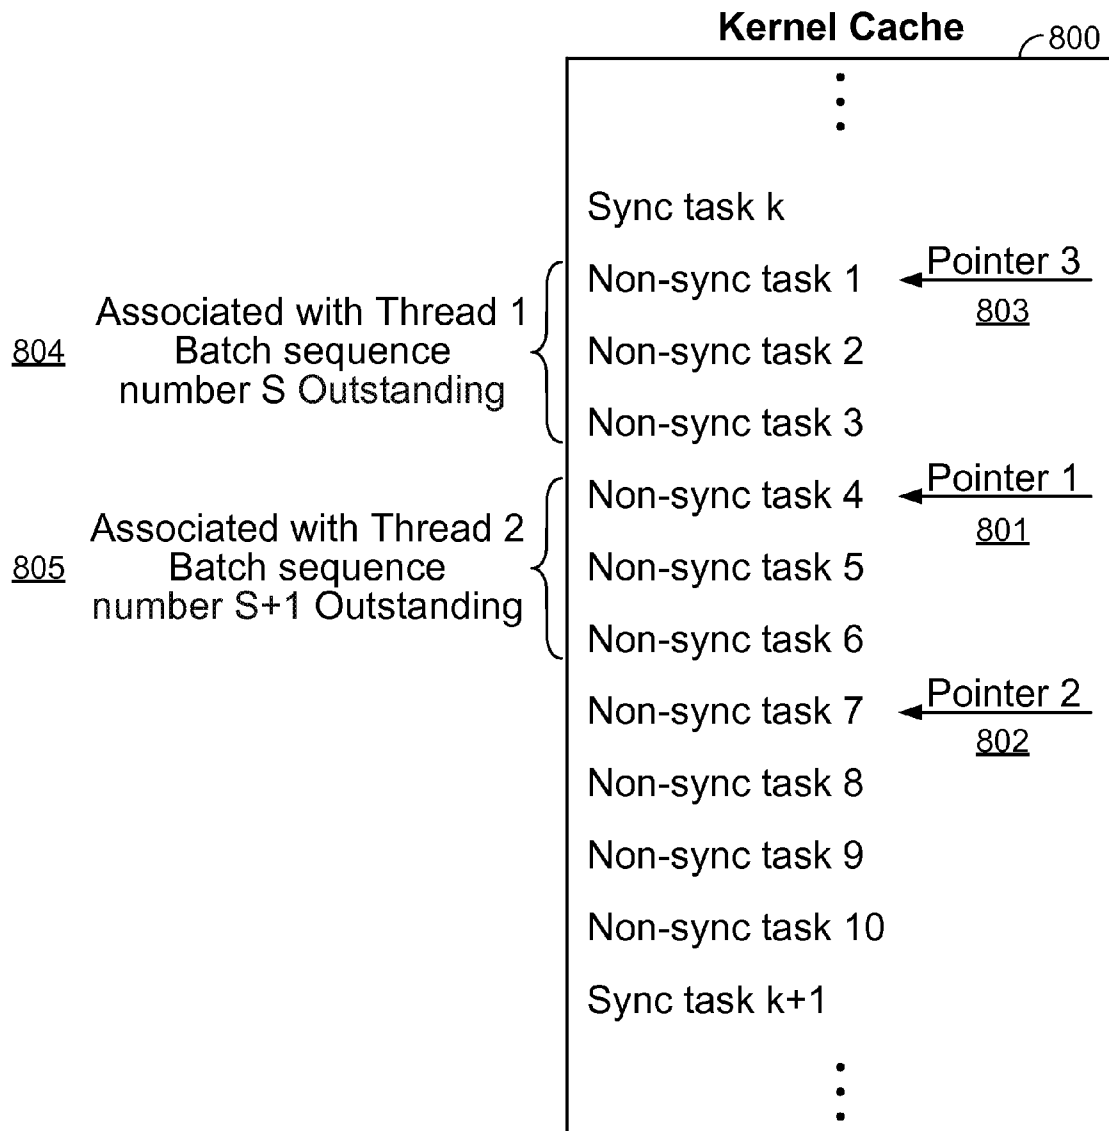 Kernel Cache
800
Sync task k
Non-sync task 1
Pointer 3
803
Associated with Thread 1
Batch sequence
number S Outstanding
804
Non-sync task 2
Non-sync task 3
Non-sync task 4
Pointer 1
801
Associated with Thread 2
Batch sequence
number S+1 Outstanding
805
Non-sync task 5
Non-sync task 6
Non-sync task 7
Pointer 2
802
Non-sync task 8
Non-sync task 9
Non-sync task 10
Sync task k+1